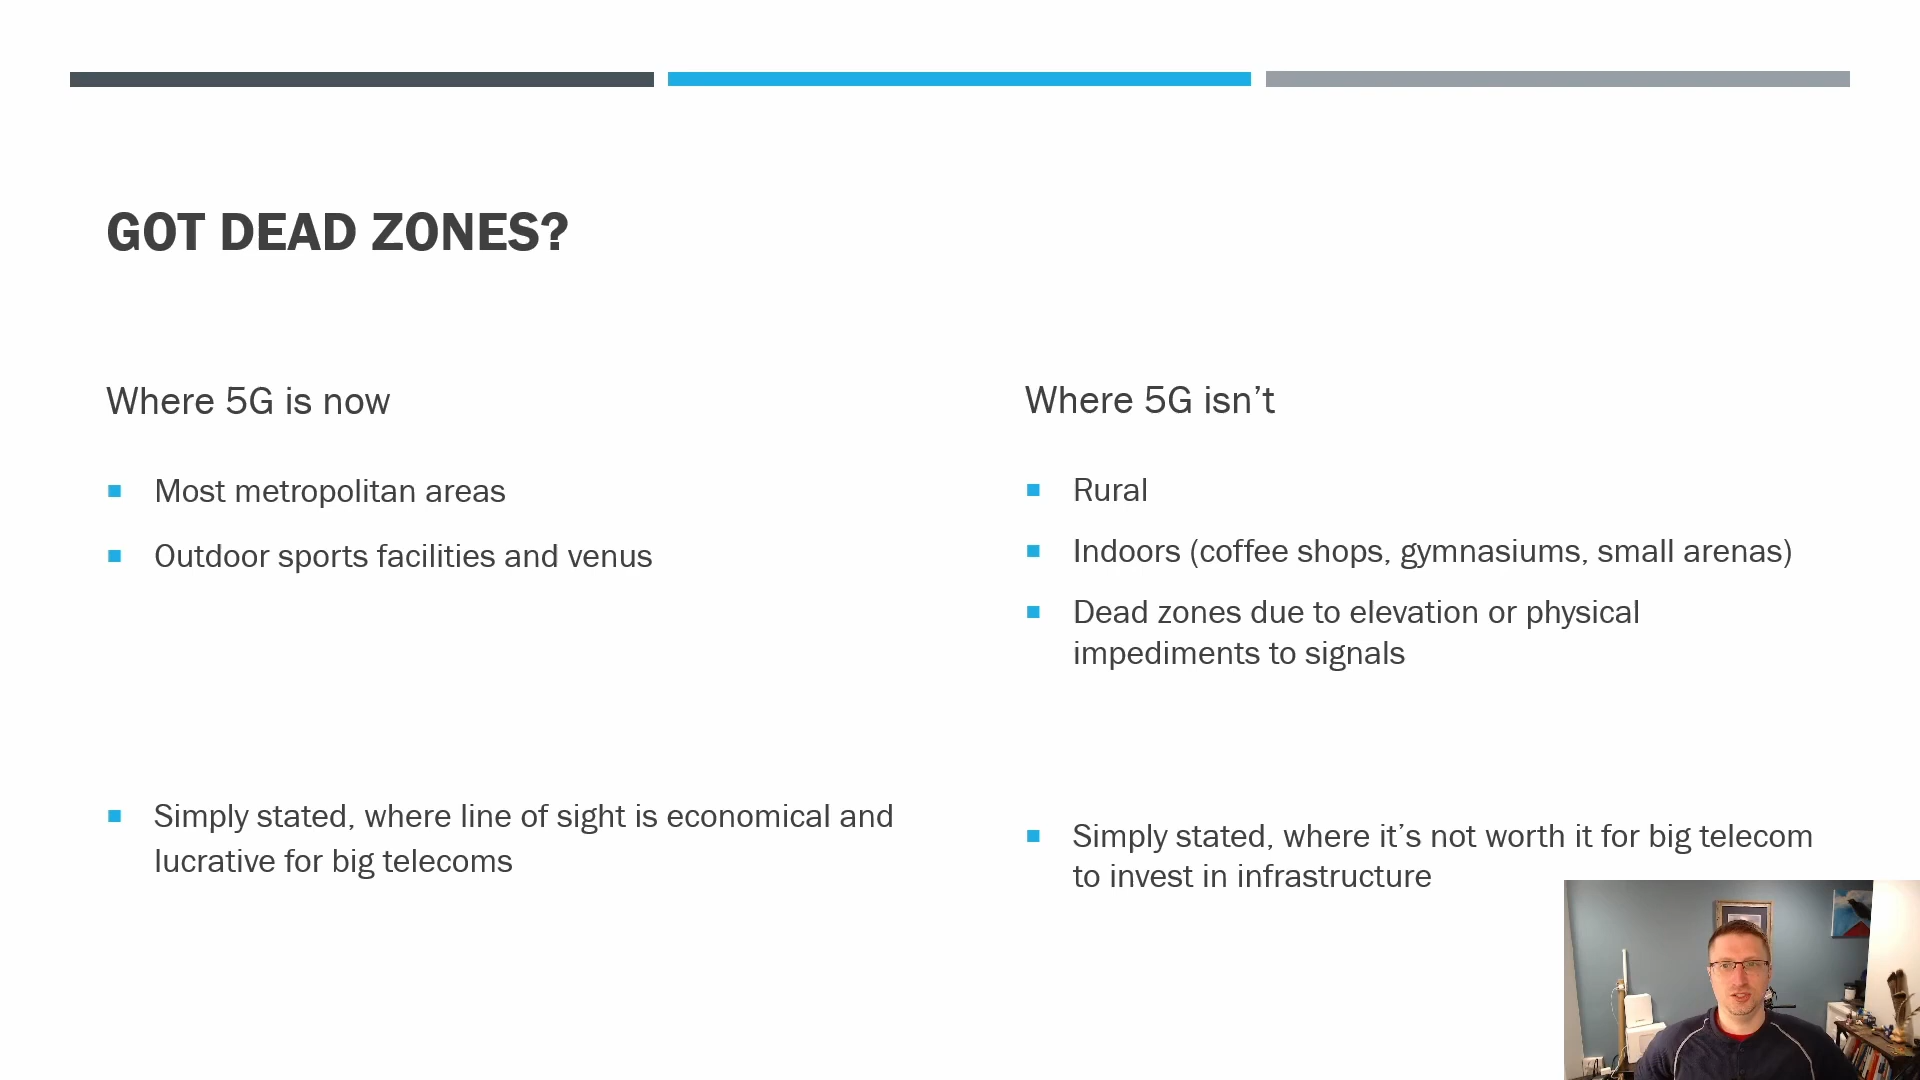 GOT DEAD ZONES?
Where 5G is now
Most metropolitan areas
Outdoor sports facilities and venus
Simply stated, where line of sight is economical and
lucrative for big telecoms
Where 5G isn’t
Rural
Indoors (coffee shops, gymnasiums, small arenas)
Dead zones due to elevation or physical
impediments to signals
Simply stated, where it’s not worth it for big telecom
to invest in infrastructure